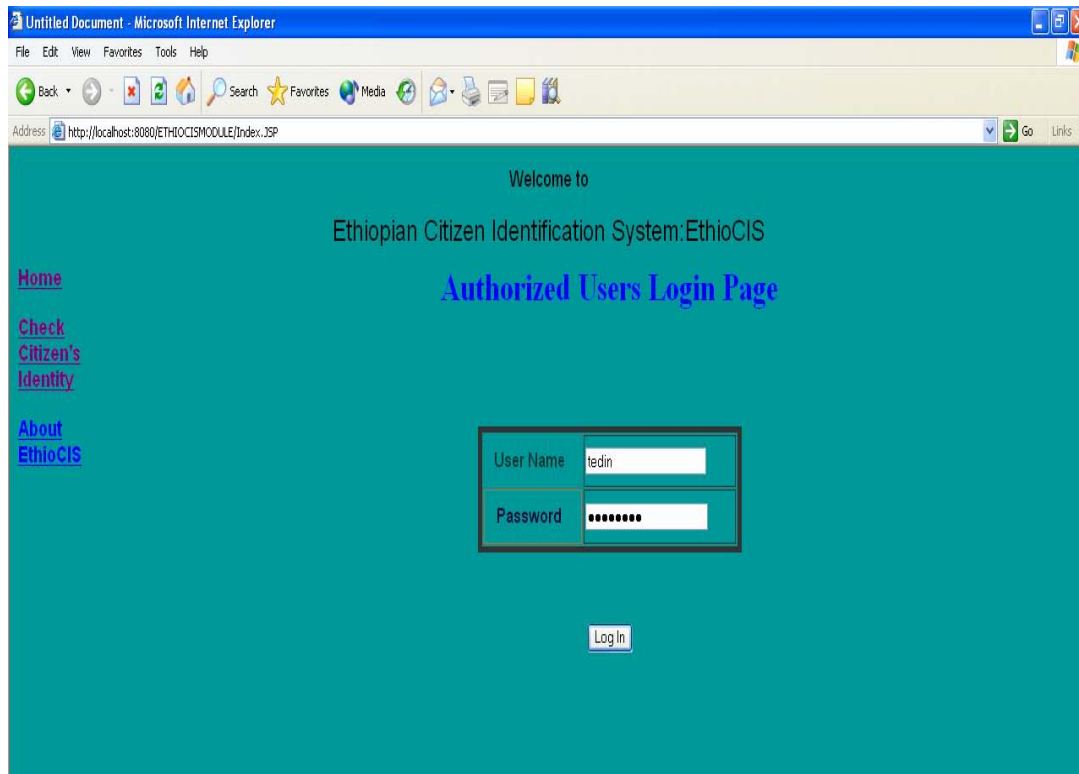 Untitled Document - Microsoft Internet Explorer
File Edit View Favorites Tools Help
Back Search Favorites Media
Address http://localhost:8080/ETHIOCISMODULE/Index.JSP Go Links
Welcome to
Ethiopian Citizen Identification System:EthioCIS
Authorized Users Login Page
Home
Check
Citizen's
Identity
About
EthioCIS
User Name tedin
Password ••••••••
Log In